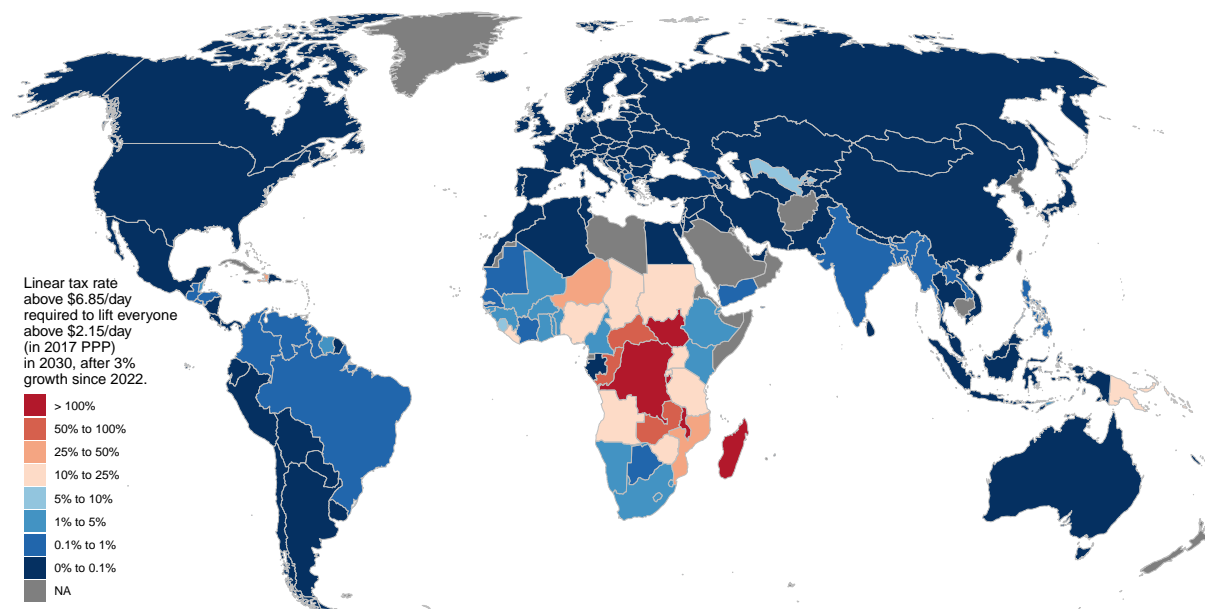 Linear tax rate
above $6.85/day
required to lift everyone
above $2.15/day
(in 2017 PPP)
in 2030, after 3%
growth since 2022.
> 100%
50% to 100%
25% to 50%
10% to 25%
5% to 10%
1% to 5%
0.1% to 1%
0% to 0.1%
NA